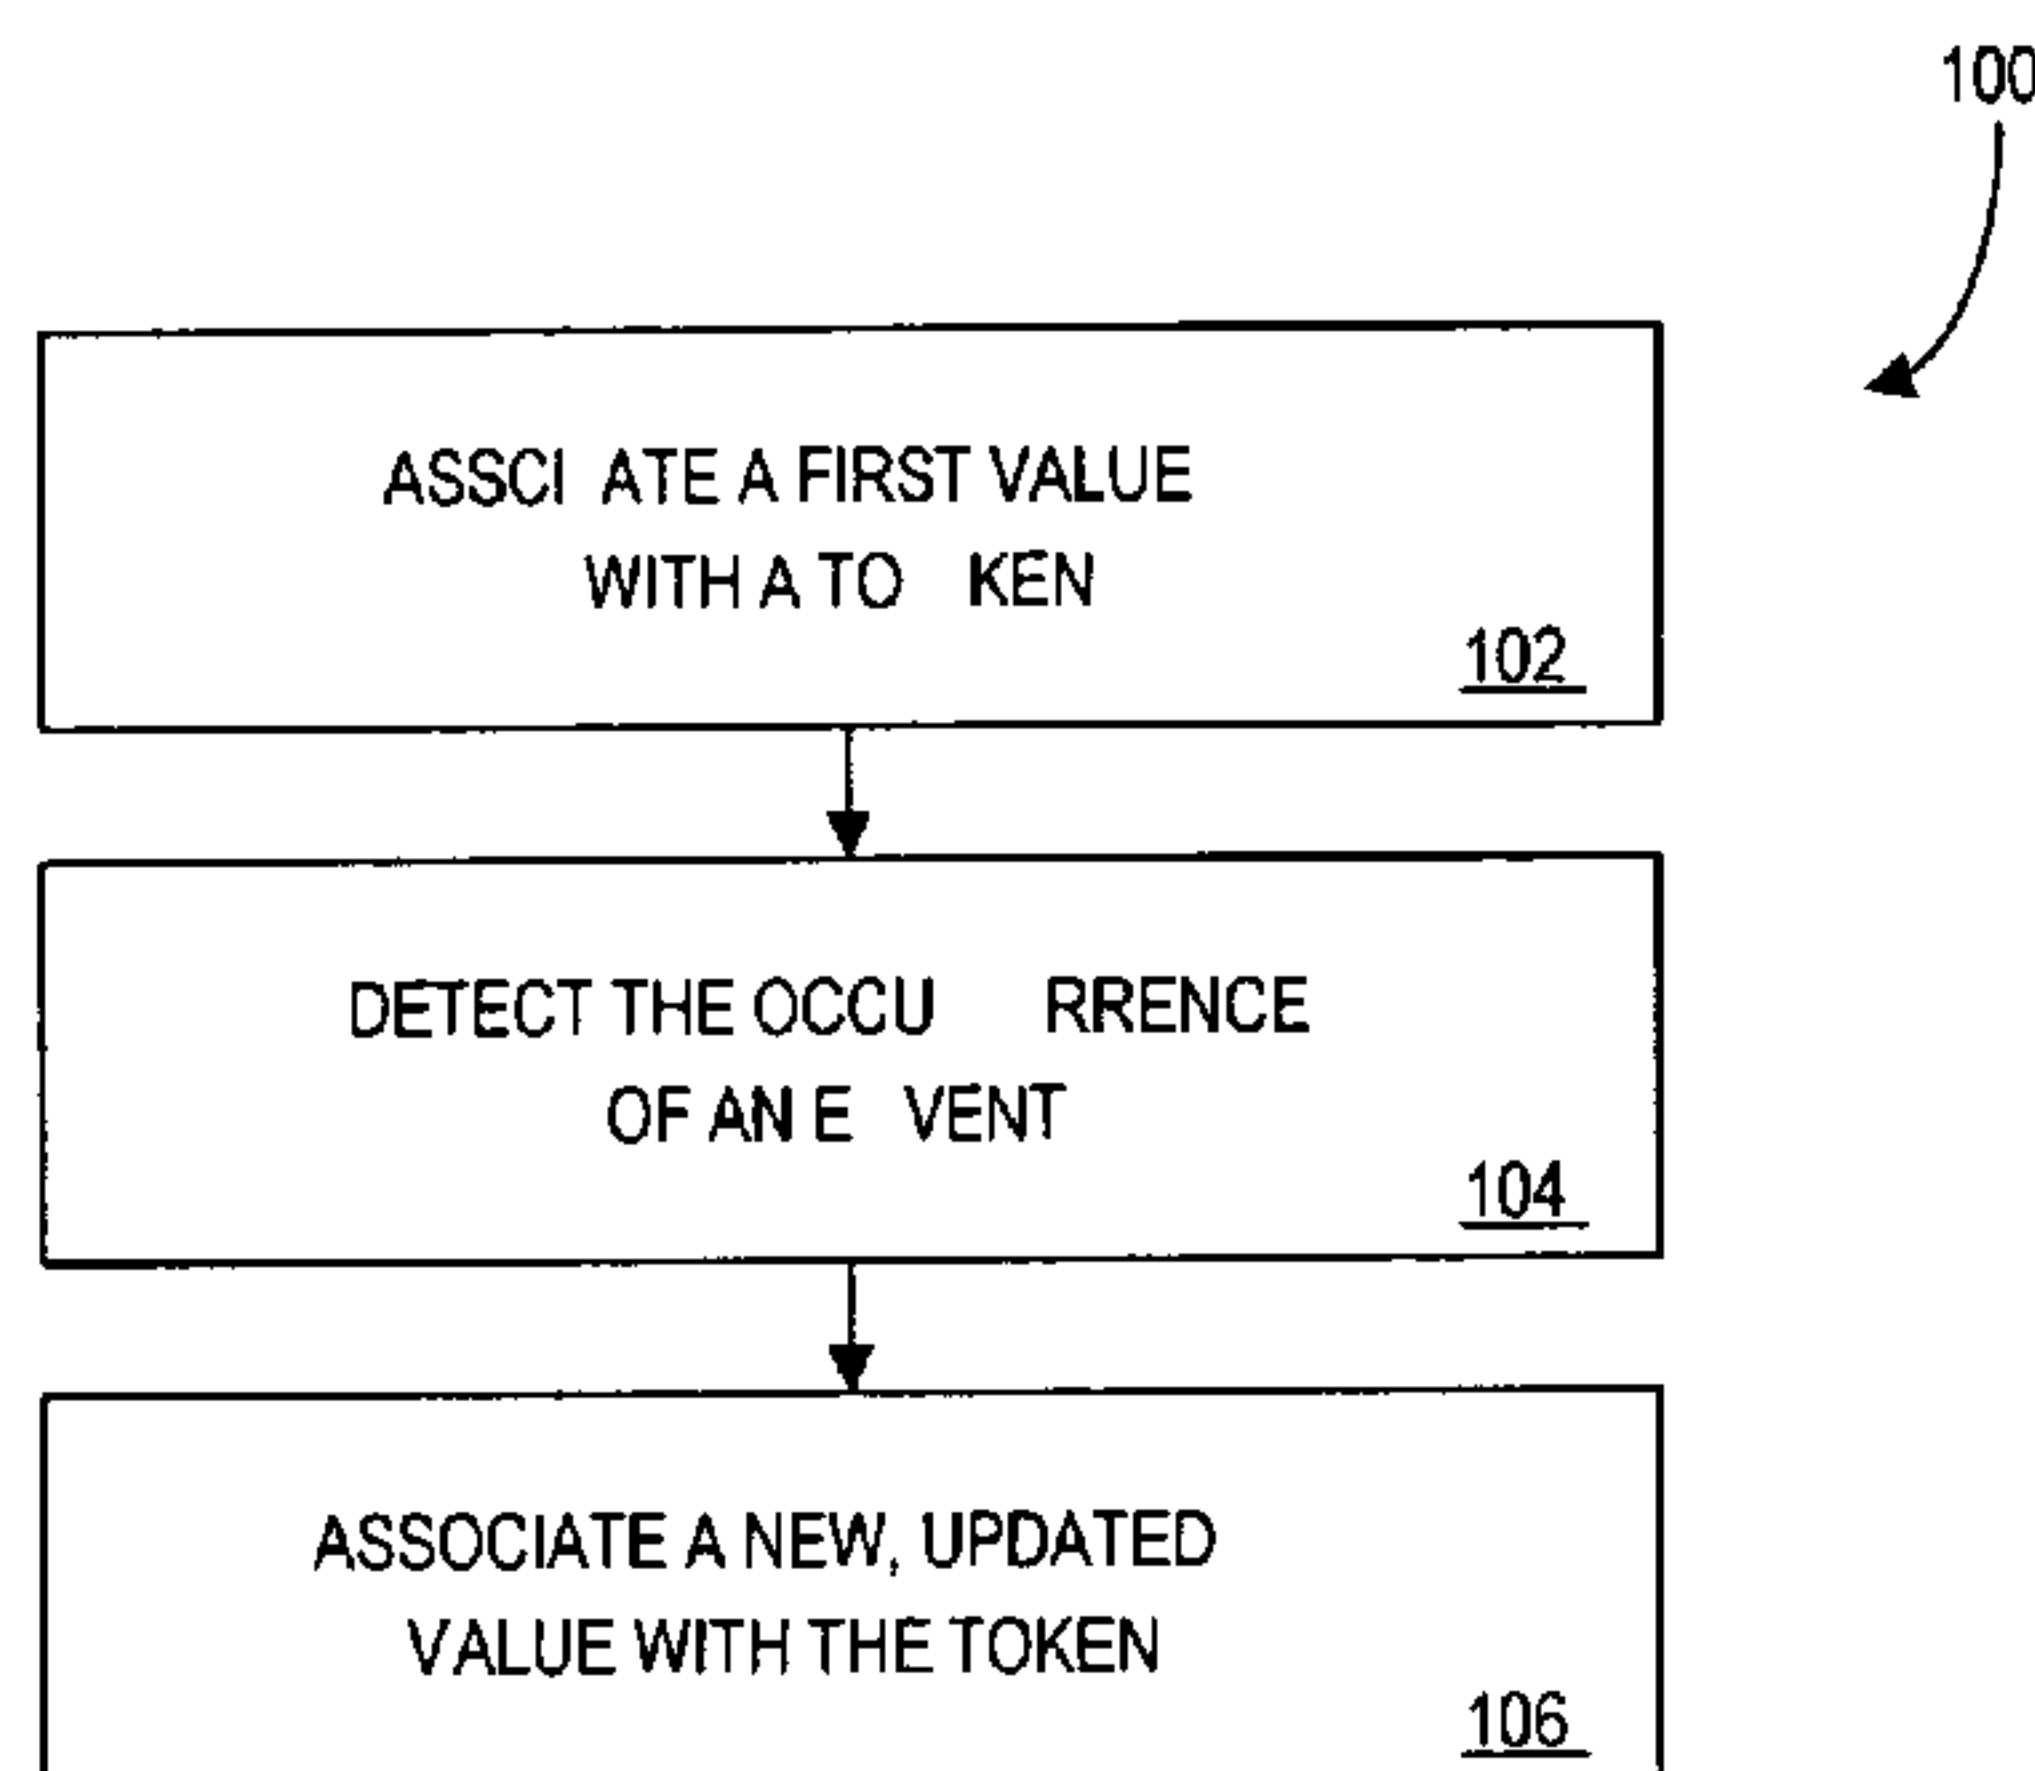 100
ASSCI ATE A FIRST VALUE
WITH A TO KEN
102
DETECT THE OCCU RRENCE
OF AN E VENT
104
ASSOCIATE A NEW, UPDATED
VALUE WITH THE TOKEN
106